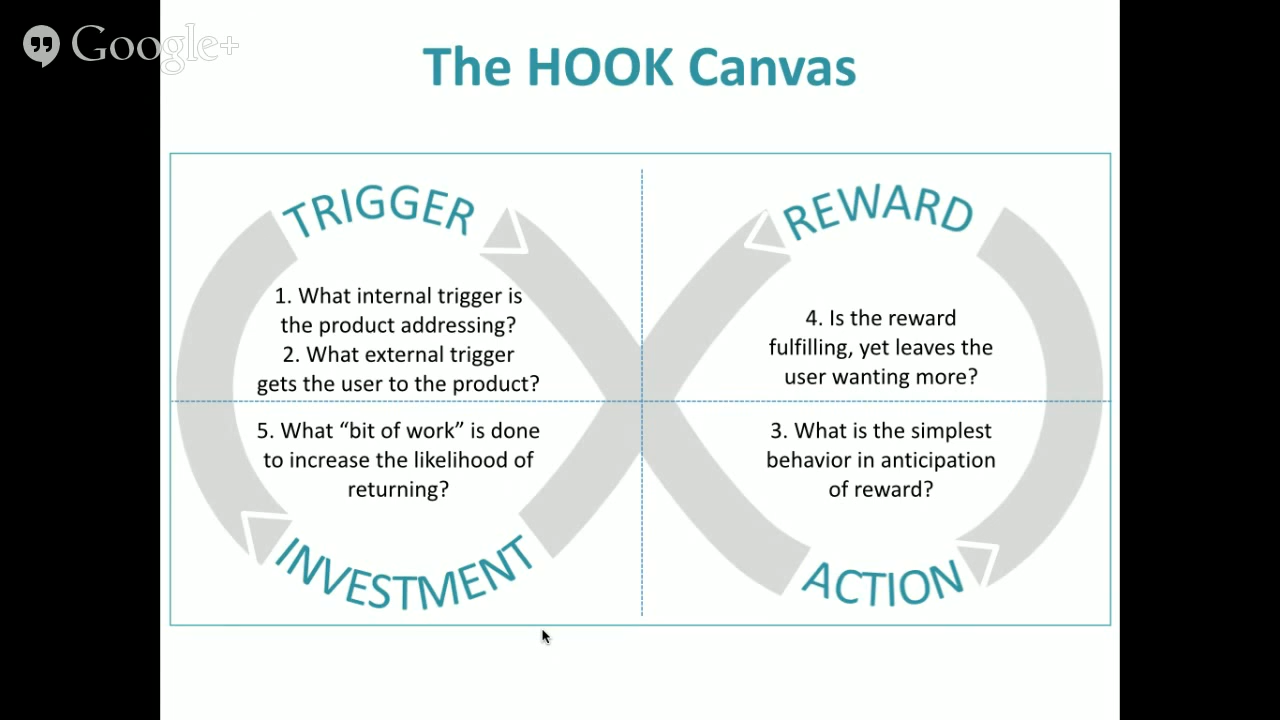 Google+
The HOOK Canvas
TRIGGER
1. What internal trigger is
the product addressing?
2. What external trigger
gets the user to the product?
REWARD
4. Is the reward
fulfilling, yet leaves the
user wanting more?
5. What “bit of work” is done
to increase the likelihood of
returning?
INVESTMENT
3. What is the simplest
behavior in anticipation
of reward?
ACTION